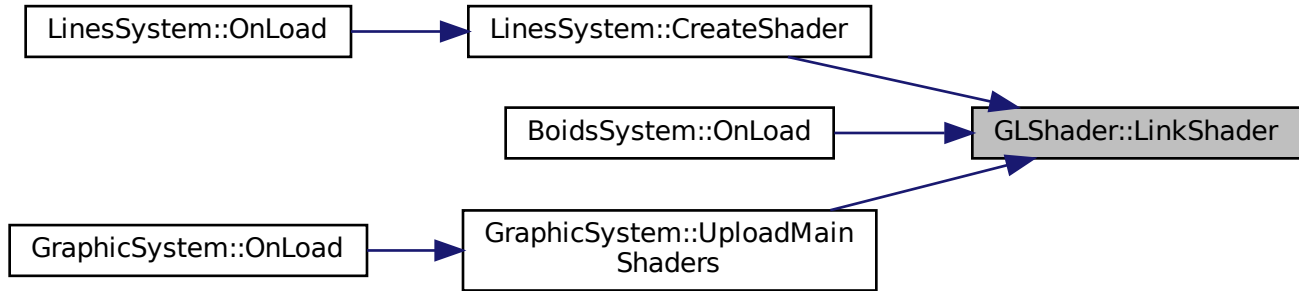 LinesSystem::OnLoad
LinesSystem::CreateShader
BoidsSystem::OnLoad
GLShader::LinkShader
GraphicSystem::OnLoad
GraphicSystem::UploadMain
Shaders